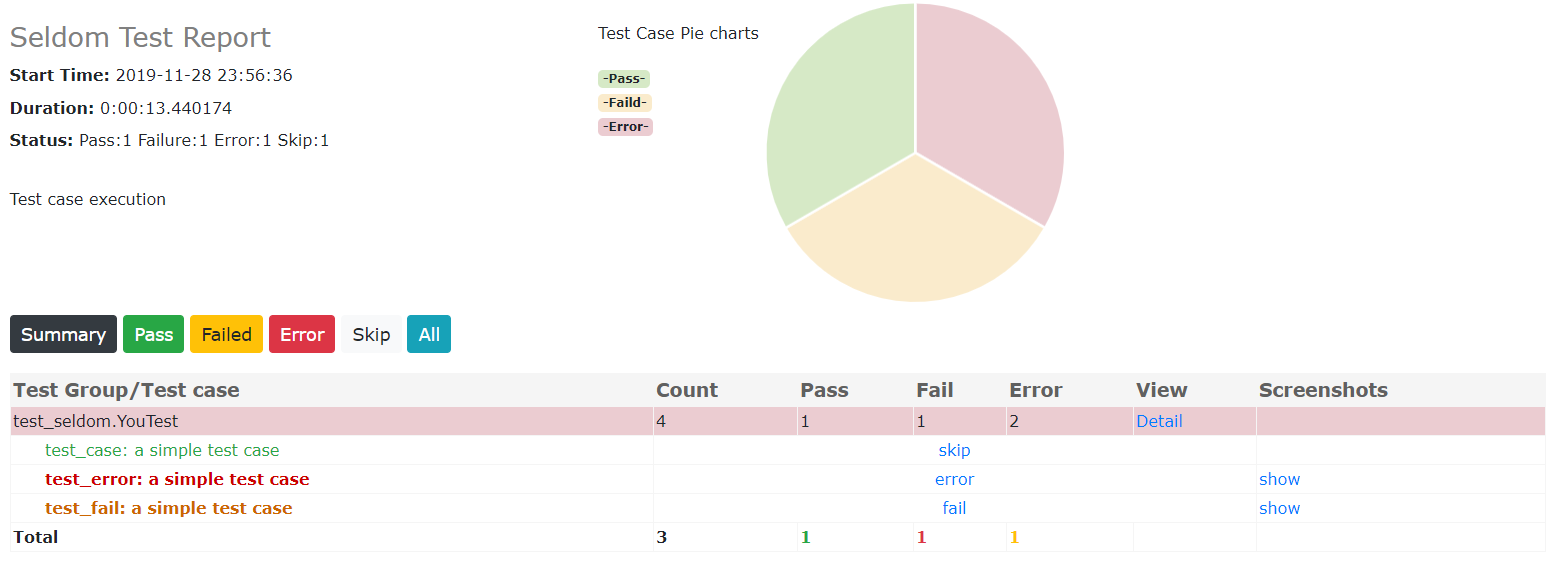 Seldom Test Report
Start Time: 2019-11-28 23:56:36
Duration: 0:00:13.440174
Status: Pass:1 Failure:1 Error:1 Skip:1
Test case execution
Test Case Pie charts
-Pass-
-Faild-
-Error-
Summary Pass Failed Error Skip All
Test Group/Test case Count Pass Fail Error View Screenshots
test_seldom.YouTest 4 1 1 2 Detail
test_case: a simple test case skip
test_error: a simple test case error show
test_fail: a simple test case fail show
Total 3 1 1 1